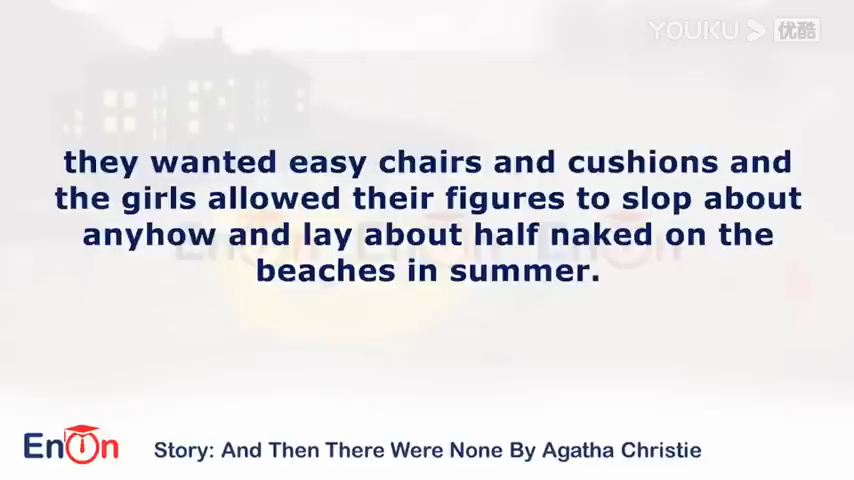 YOUKU 优酷
they wanted easy chairs and cushions and
the girls allowed their figures to slop about
anyhow and lay about half naked on the
beaches in summer.
EnOn
Story: And Then There Were None By Agatha Christie